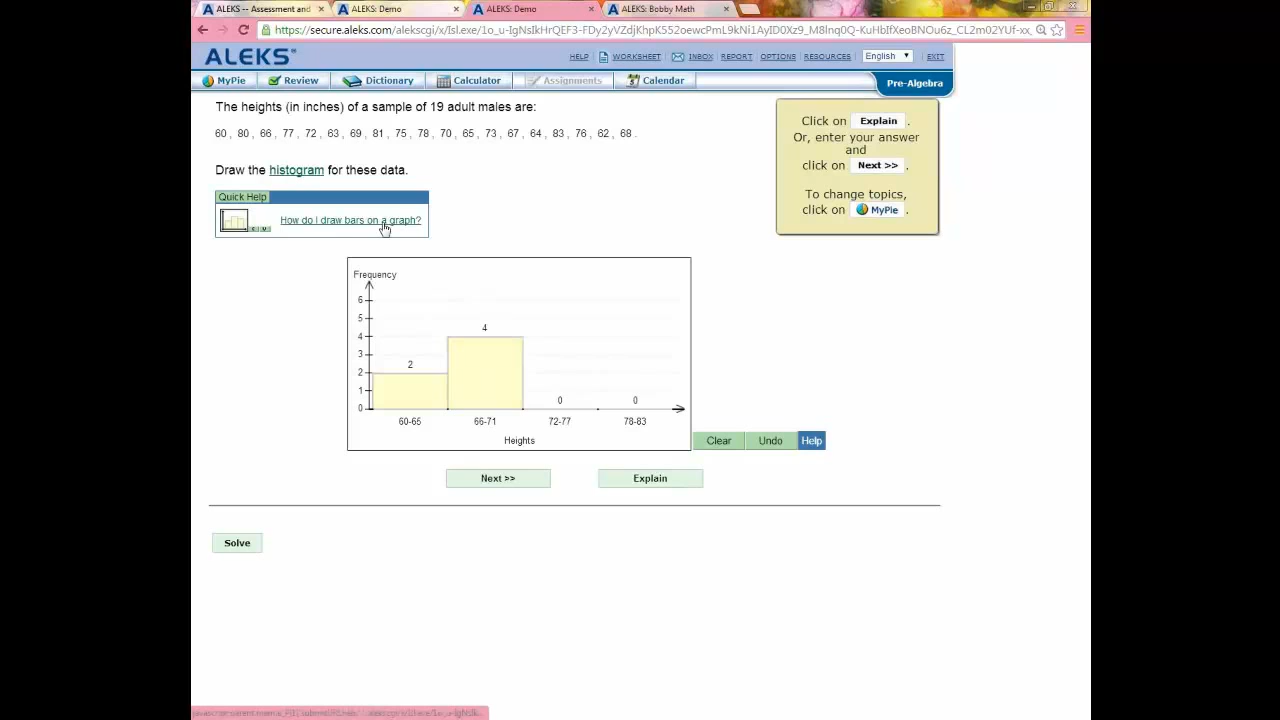 ALEKS -- Assessment and
ALEKS: Demo
ALEKS: Demo
ALEKS: Bobby Math
ALEKS
HELP WORKSHEET INBOX REPORT OPTIONS RESOURCES English EXIT
MyPie Review Dictionary Calculator Assignments Calendar
Pre-Algebra
The heights (in inches) of a sample of 19 adult males are:
60 , 80 , 66 , 77 , 72 , 63 , 69 , 81 , 75 , 78 , 70 , 65 , 73 , 67 , 64 , 83 , 76 , 62 , 68 .
Draw the histogram for these data.
Quick Help
How do I draw bars on a graph?
Click on Explain .
Or, enter your answer
and
click on Next >> .
To change topics,
click on MyPie .
Frequency
6
5
4
3
2
1
0
2
4
0
0
60-65 66-71 72-77 78-83
Heights
Clear Undo Help
Next >> Explain
Solve